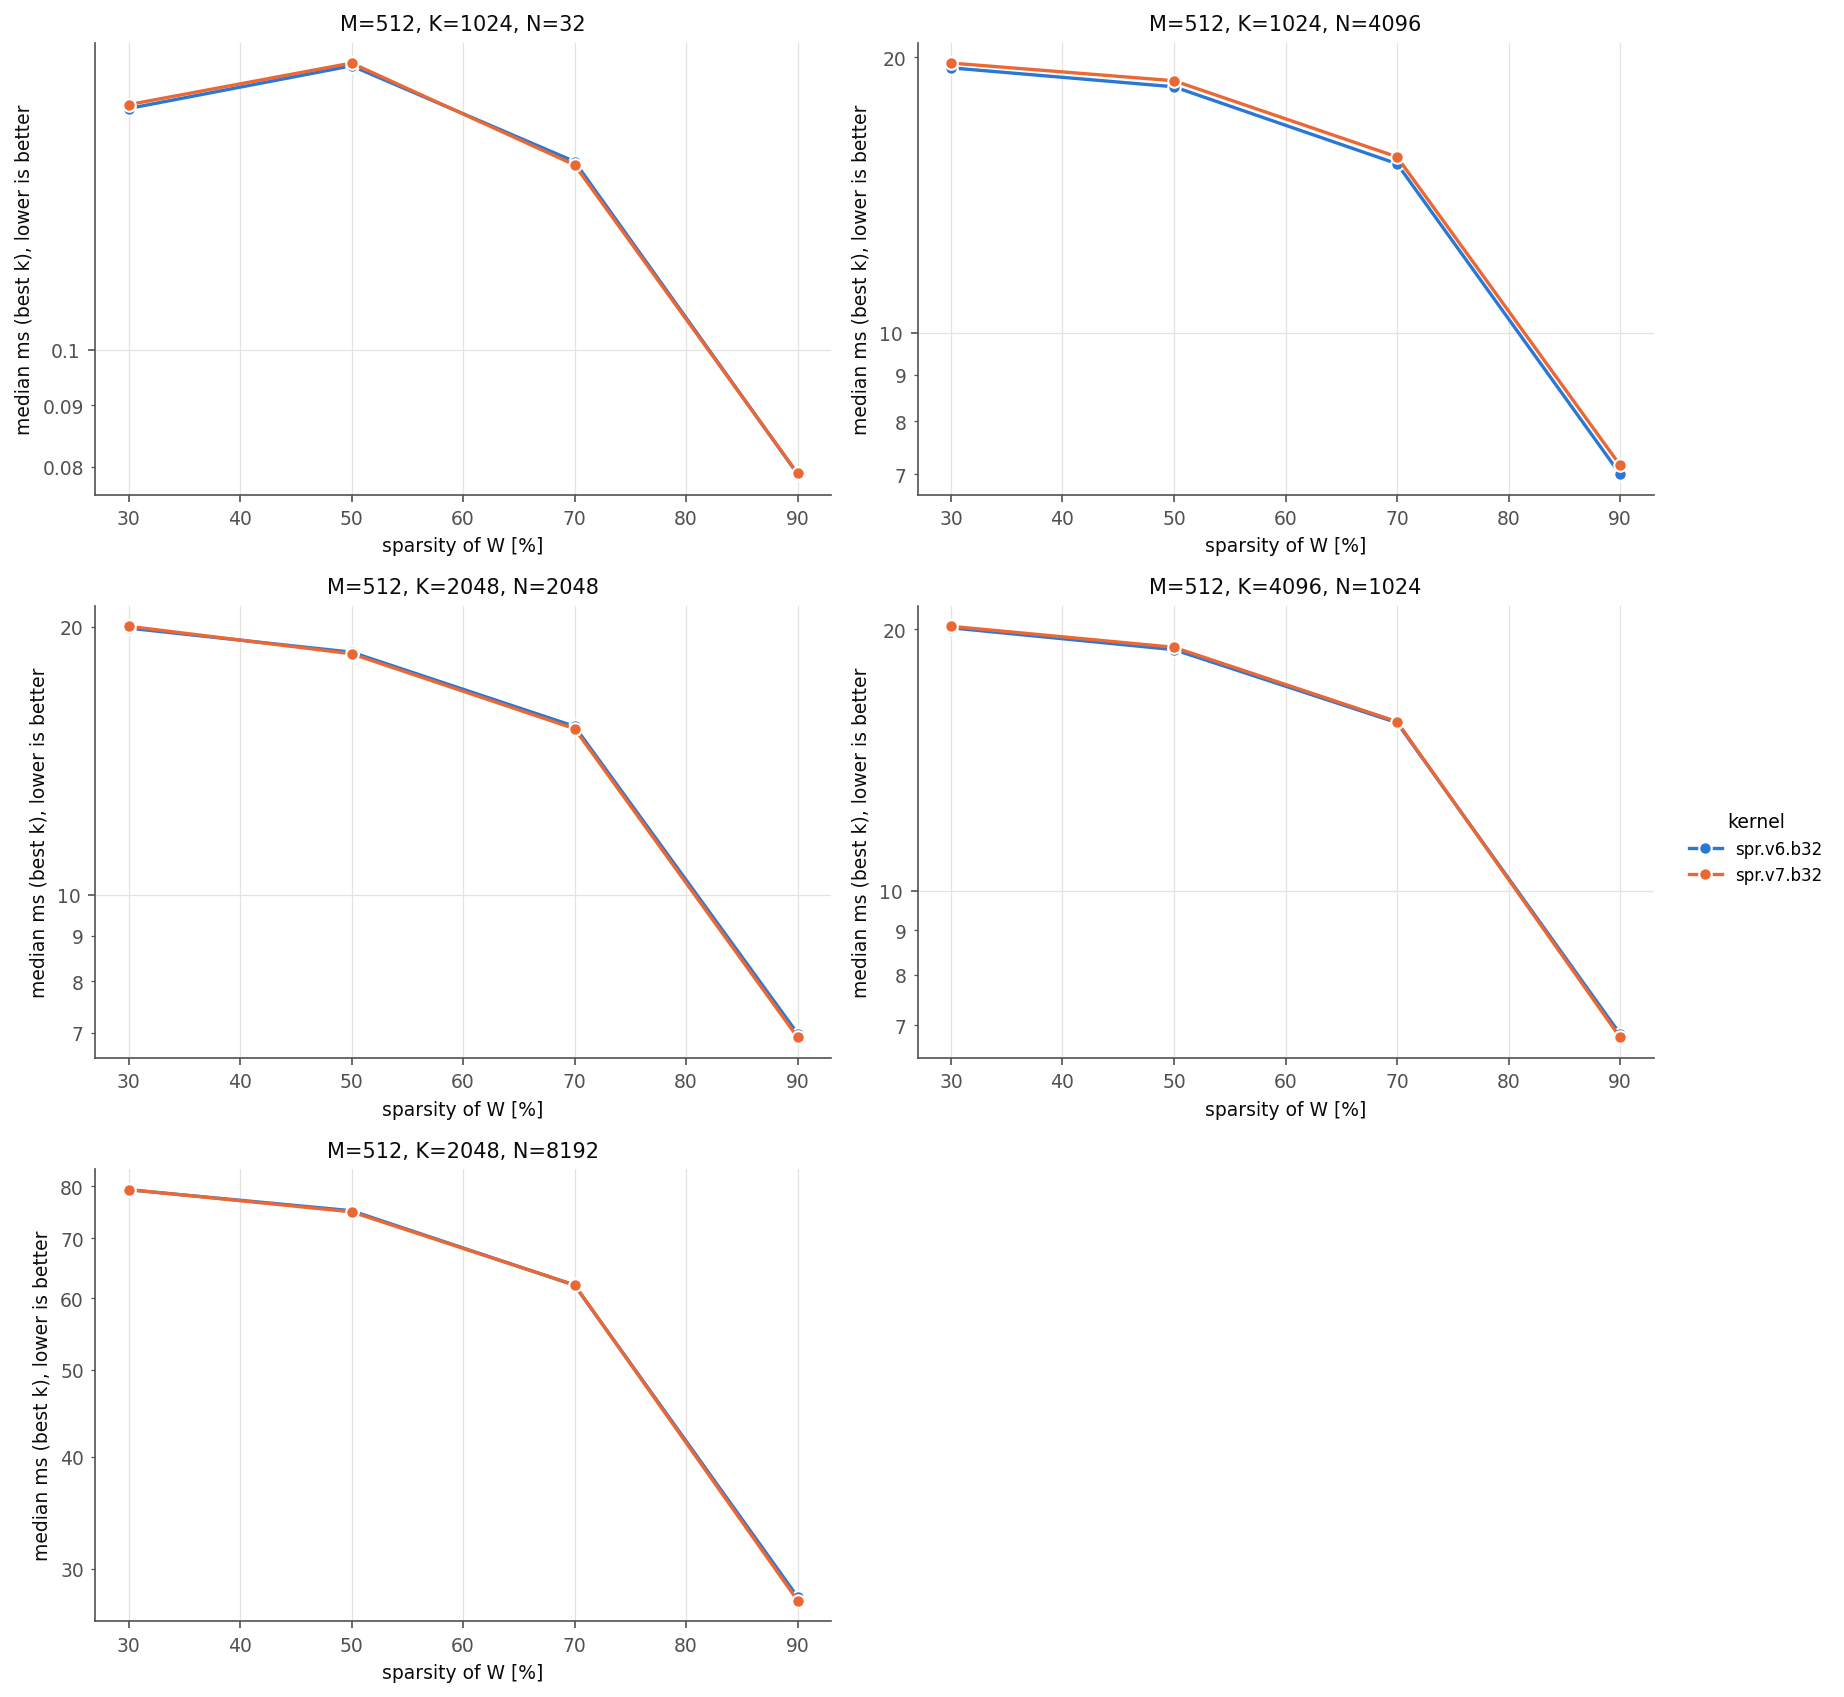 M=512, K=1024, N=32
median ms (best k), lower is better
0.1
0.09
0.08
30 40 50 60 70 80 90
sparsity of W [%]
M=512, K=1024, N=4096
median ms (best k), lower is better
20
10
9
8
7
30 40 50 60 70 80 90
sparsity of W [%]
M=512, K=2048, N=2048
median ms (best k), lower is better
20
10
9
8
7
30 40 50 60 70 80 90
sparsity of W [%]
M=512, K=4096, N=1024
median ms (best k), lower is better
20
10
9
8
7
30 40 50 60 70 80 90
sparsity of W [%]
kernel
spr.v6.b32
spr.v7.b32
M=512, K=2048, N=8192
median ms (best k), lower is better
80
70
60
50
40
30
30 40 50 60 70 80 90
sparsity of W [%]